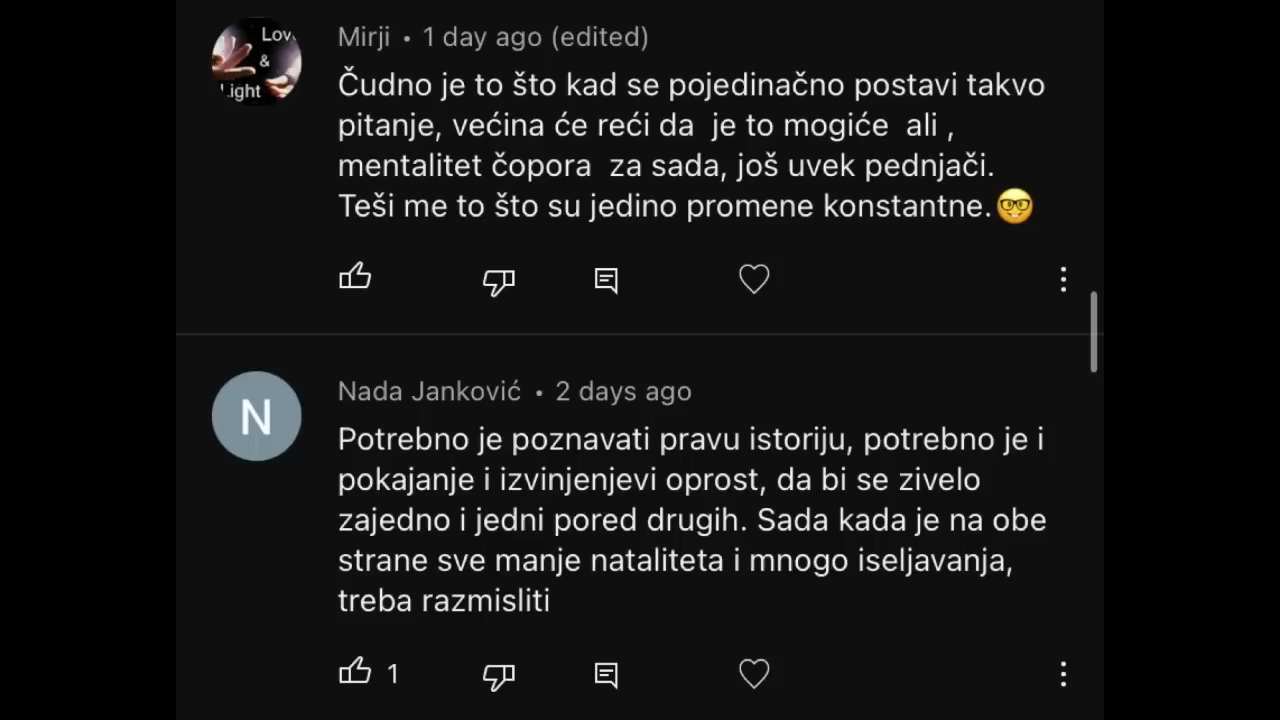 Lov
&
Light
Mirji • 1 day ago (edited)
Čudno je to što kad se pojedinačno postavi takvo
pitanje, većina će reći da je to mogiće ali ,
mentalitet čopora za sada, još uvek pednjači.
Teši me to što su jedino promene konstantne.🤓
N
Nada Janković • 2 days ago
Potrebno je poznavati pravu istoriju, potrebno je i
pokajanje i izvinjenjevi oprost, da bi se zivelo
zajedno i jedni pored drugih. Sada kada je na obe
strane sve manje nataliteta i mnogo iseljavanja,
treba razmisliti
1